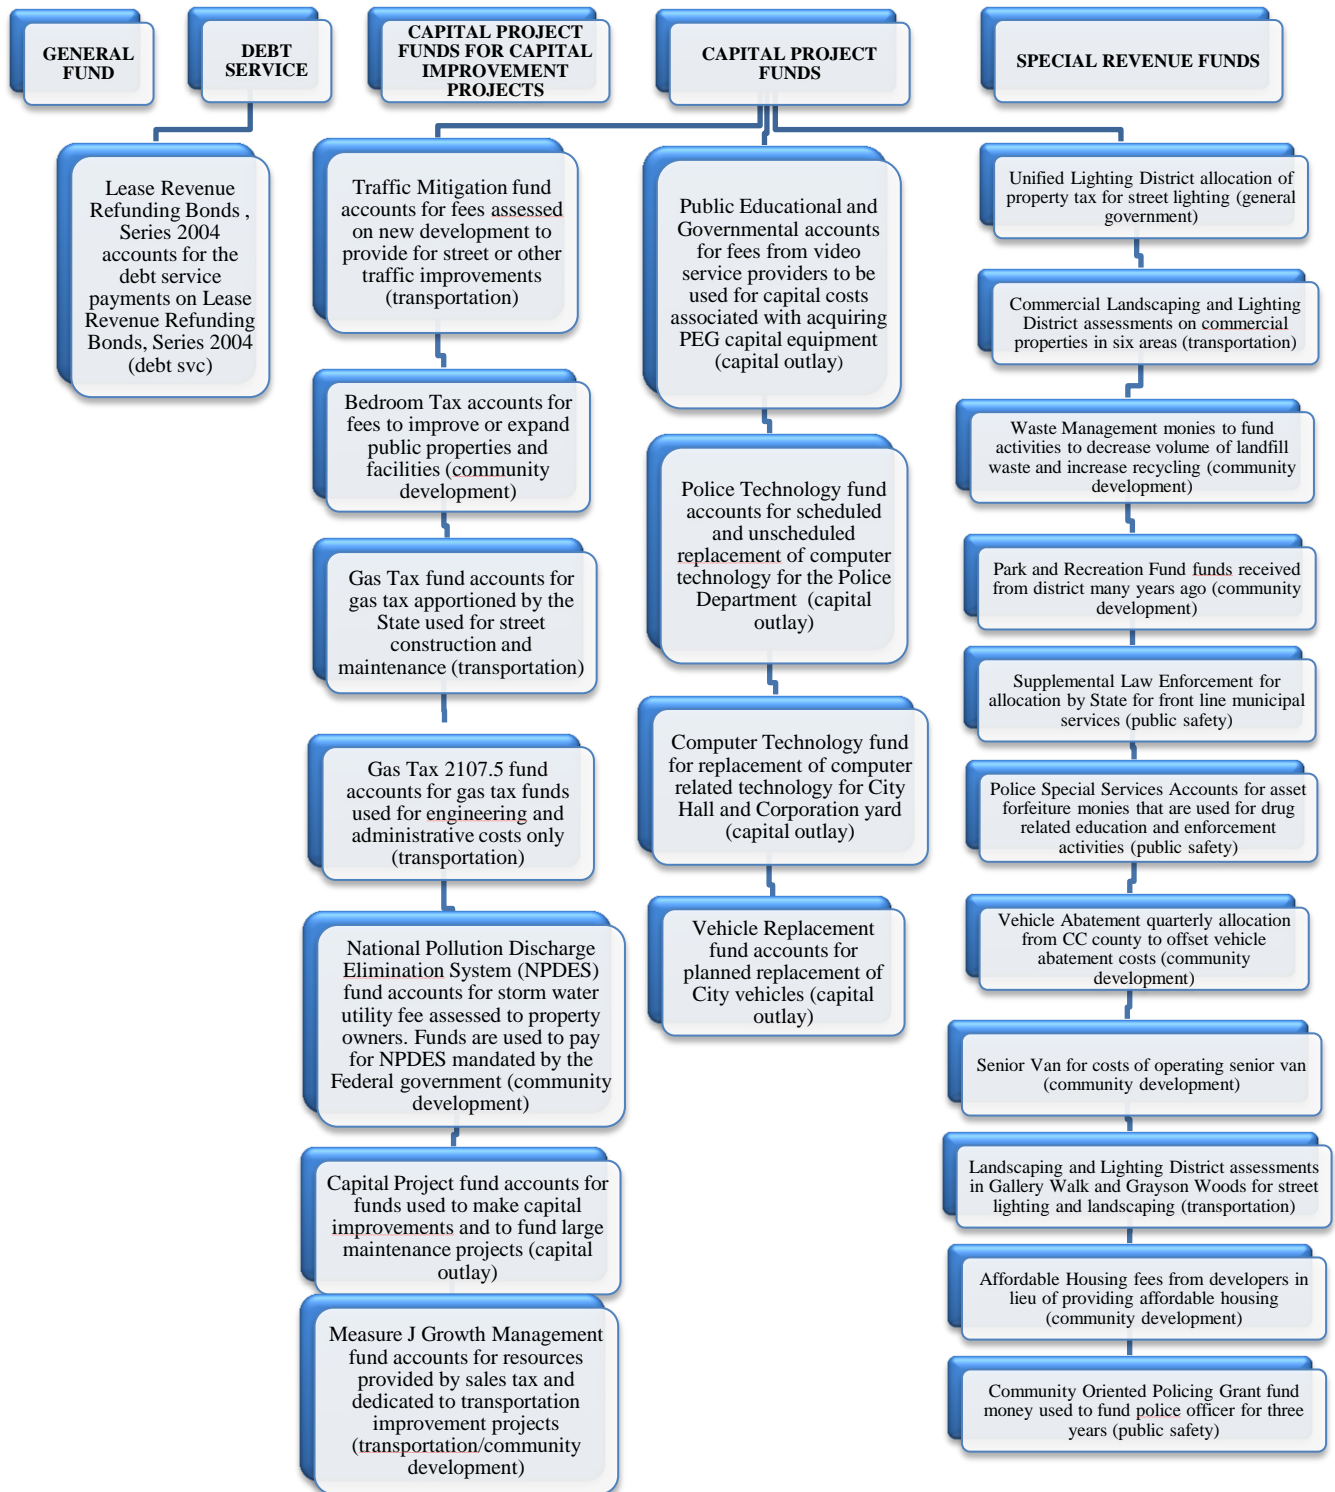 GENERAL
FUND
DEBT
SERVICE
CAPITAL PROJECT
FUNDS FOR CAPITAL
IMPROVEMENT
PROJECTS
CAPITAL PROJECT
FUNDS
SPECIAL REVENUE FUNDS
Lease Revenue
Refunding Bonds ,
Series 2004
accounts for the
debt service
payments on Lease
Revenue Refunding
Bonds, Series 2004
(debt svc)
Traffic Mitigation fund
accounts for fees assessed
on new development to
provide for street or other
traffic improvements
(transportation)
Bedroom Tax accounts for
fees to improve or expand
public properties and
facilities (community
development)
Gas Tax fund accounts for
gas tax apportioned by the
State used for street
construction and
maintenance (transportation)
Gas Tax 2107.5 fund
accounts for gas tax funds
used for engineering and
administrative costs only
(transportation)
National Pollution Discharge
Elimination System (NPDES)
fund accounts for storm water
utility fee assessed to property
owners. Funds are used to pay
for NPDES mandated by the
Federal government (community
development)
Capital Project fund accounts for
funds used to make capital
improvements and to fund large
maintenance projects (capital
outlay)
Measure J Growth Management
fund accounts for resources
provided by sales tax and
dedicated to transportation
improvement projects
(transportation/community
development)
Public Educational and
Governmental accounts
for fees from video
service providers to be
used for capital costs
associated with acquiring
PEG capital equipment
(capital outlay)
Police Technology fund
accounts for scheduled
and unscheduled
replacement of computer
technology for the Police
Department (capital
outlay)
Computer Technology fund
for replacement of computer
related technology for City
Hall and Corporation yard
(capital outlay)
Vehicle Replacement
fund accounts for
planned replacement of
City vehicles (capital
outlay)
Unified Lighting District allocation of
property tax for street lighting (general
government)
Commercial Landscaping and Lighting
District assessments on commercial
properties in six areas (transportation)
Waste Management monies to fund
activities to decrease volume of landfill
waste and increase recycling (community
development)
Park and Recreation Fund funds received
from district many years ago (community
development)
Supplemental Law Enforcement for
allocation by State for front line municipal
services (public safety)
Police Special Services Accounts for asset
forfeiture monies that are used for drug
related education and enforcement
activities (public safety)
Vehicle Abatement quarterly allocation
from CC county to offset vehicle
abatement costs (community
development)
Senior Van for costs of operating senior van
(community development)
Landscaping and Lighting District assessments
in Gallery Walk and Grayson Woods for street
lighting and landscaping (transportation)
Affordable Housing fees from developers in
lieu of providing affordable housing
(community development)
Community Oriented Policing Grant fund
money used to fund police officer for three
years (public safety)